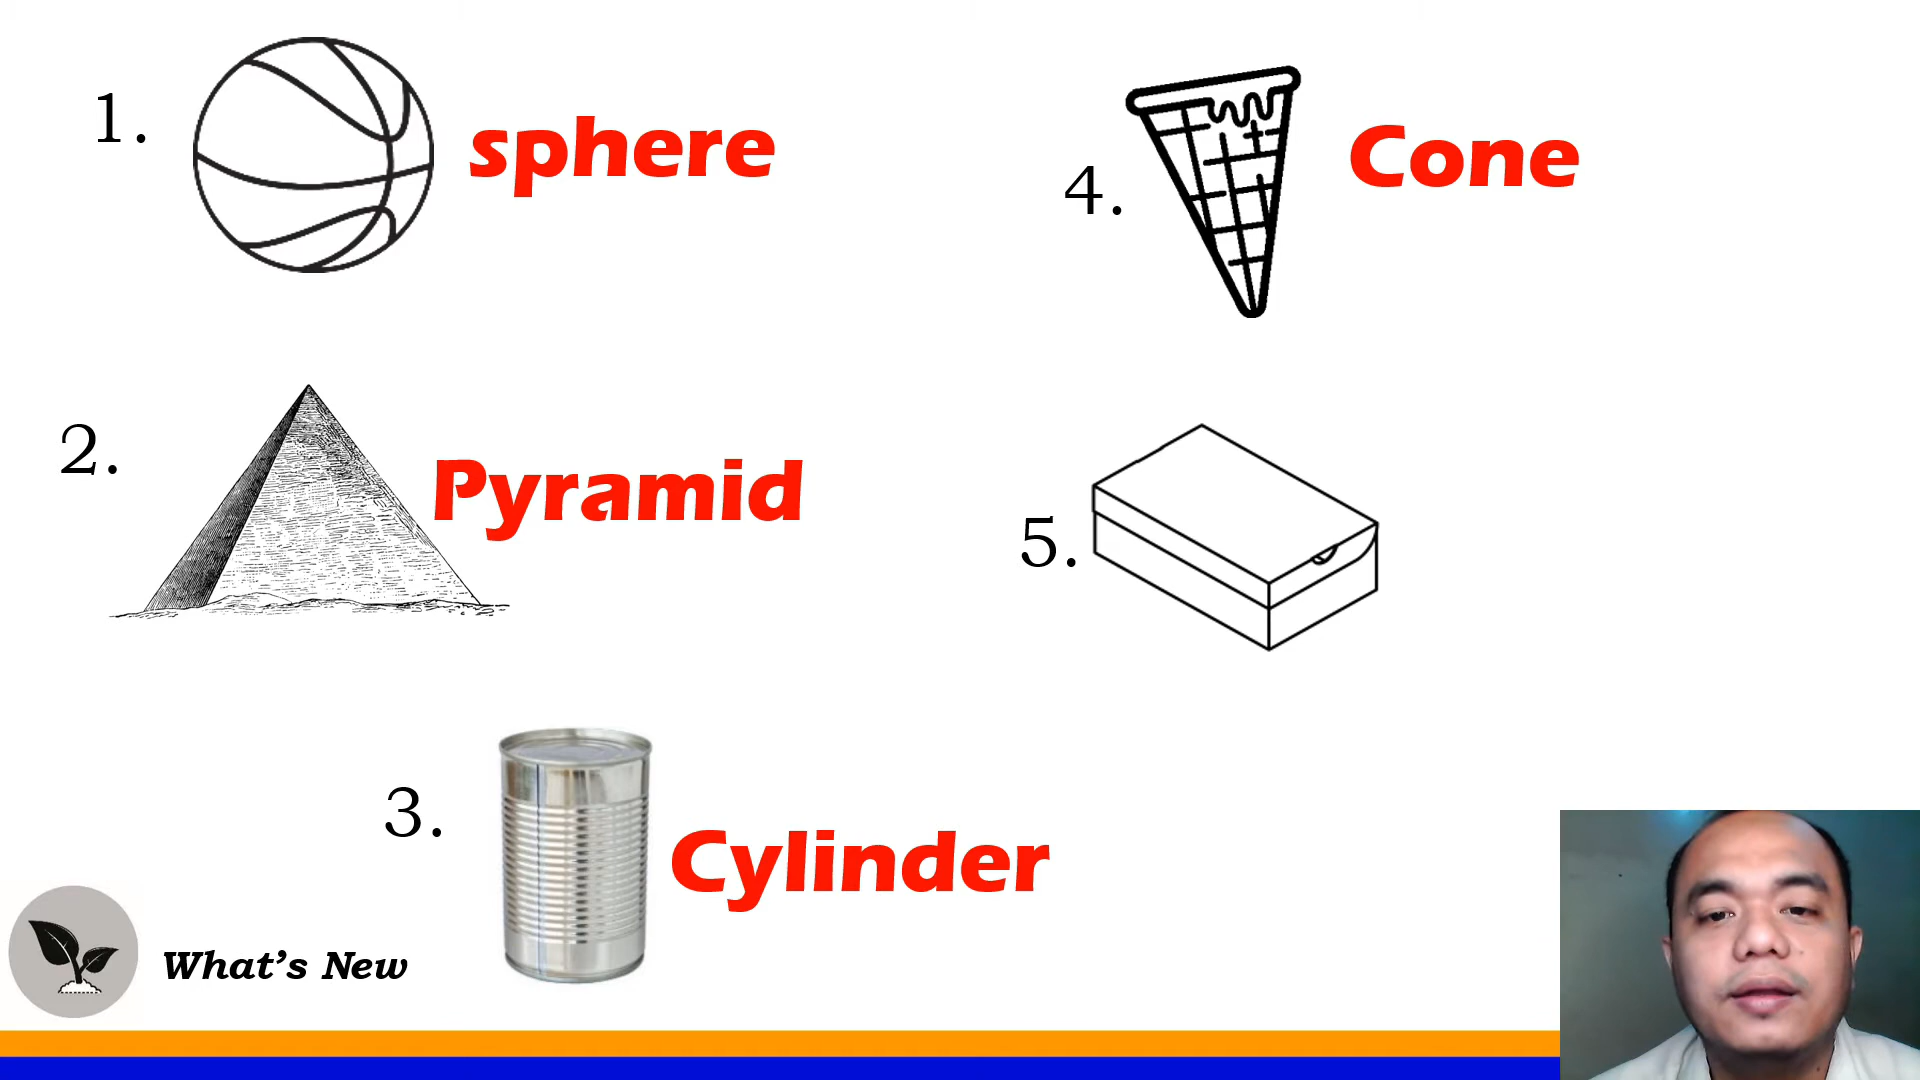 1.
sphere
2.
Pyramid
3.
Cylinder
4.
Cone
5.
What's New